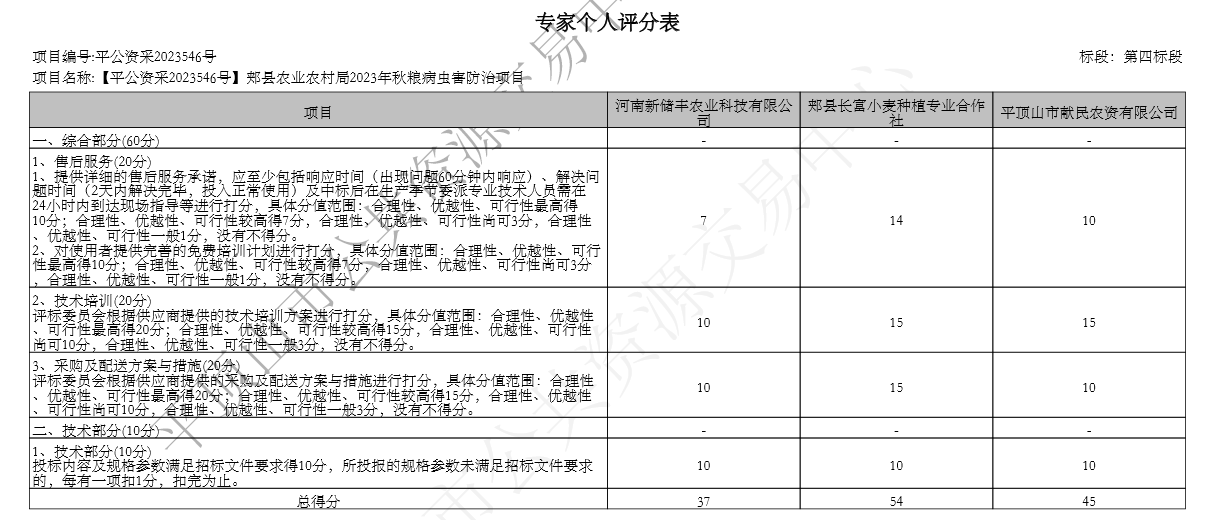 专家个人评分表
项目编号:平公资采2023546号
标段：第四标段
项目名称:【平公资采2023546号】郏县农业农村局2023年秋粮病虫害防治项目
项目
河南新储丰农业科技有限公
司
郏县长富小麦种植专业合作
社
平顶山市献民农资有限公司
一、综合部分(60分)
-
-
-
1、售后服务(20分)
1、提供详细的售后服务承诺，应至少包括响应时间（出现问题60分钟内响应）、解决问
题时间（2天内解决完毕，投入正常使用）及中标后在生产季节委派专业技术人员需在
24小时内到达现场指导等进行打分，具体分值范围：合理性、优越性、可行性最高得
10分；合理性、优越性、可行性较高得7分，合理性、优越性、可行性尚可3分，合理性
、优越性、可行性一般1分，没有不得分。
2、对使用者提供完善的免费培训计划进行打分，具体分值范围：合理性、优越性、可行
性最高得10分；合理性、优越性、可行性较高得7分，合理性、优越性、可行性尚可3分
，合理性、优越性、可行性一般1分，没有不得分。
7
14
10
2、技术培训(20分)
评标委员会根据供应商提供的技术培训方案进行打分，具体分值范围：合理性、优越性
、可行性最高得20分；合理性、优越性、可行性较高得15分，合理性、优越性、可行性
尚可10分，合理性、优越性、可行性一般3分，没有不得分。
10
15
15
3、采购及配送方案与措施(20分)
评标委员会根据供应商提供的采购及配送方案与措施进行打分，具体分值范围：合理性
、优越性、可行性最高得20分；合理性、优越性、可行性较高得15分，合理性、优越性
、可行性尚可10分，合理性、优越性、可行性一般3分，没有不得分。
10
15
10
二、技术部分(10分)
-
-
-
1、技术部分(10分)
投标内容及规格参数满足招标文件要求得10分，所投报的规格参数未满足招标文件要求
的，每有一项扣1分，扣完为止。
10
10
10
总得分
37
54
45
平顶山市公共资源交易中
市公共资源交易中心